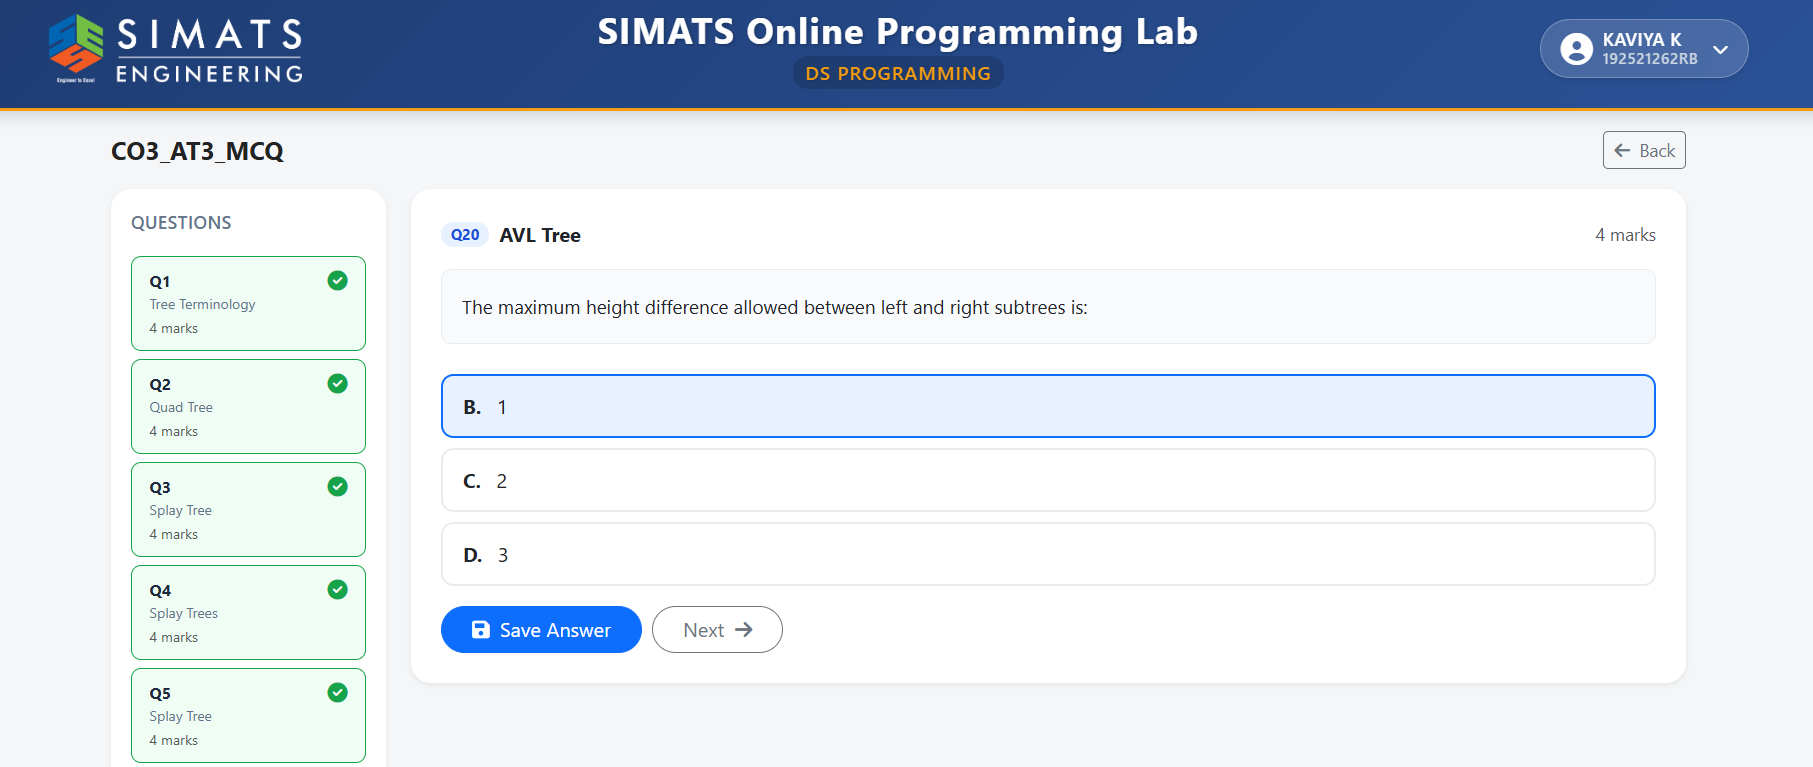 SIMATS
ENGINEERING
Engineer to Excel
SIMATS Online Programming Lab
DS PROGRAMMING
KAVIYA K
192521262RB
CO3_AT3_MCQ
Back
QUESTIONS
Q1
Tree Terminology
4 marks
Q2
Quad Tree
4 marks
Q3
Splay Tree
4 marks
Q4
Splay Trees
4 marks
Q5
Splay Tree
4 marks
Q20 AVL Tree
4 marks
The maximum height difference allowed between left and right subtrees is:
B. 1
C. 2
D. 3
Save Answer
Next